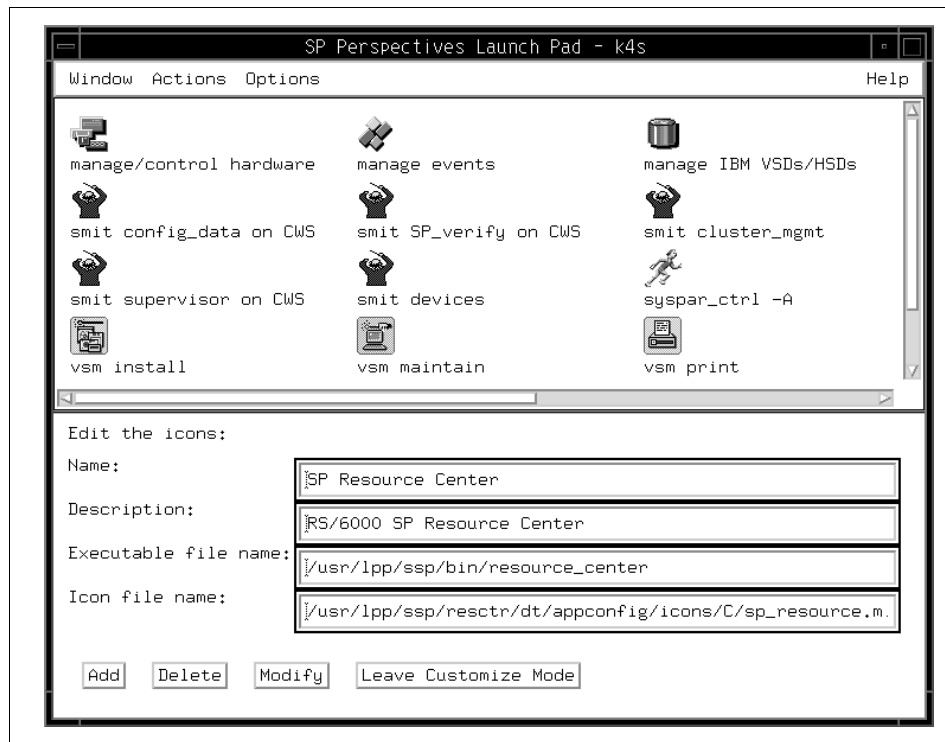 SP Perspectives Launch Pad - k4s
Window Actions Options Help
manage/control hardware manage events manage IBM VSDs/HSDs
smit config_data on CWS smit SP_verify on CWS smit cluster_mgmt
smit supervisor on CWS smit devices syspar_ctrl -A
vsm install vsm maintain vsm print
Edit the icons:
Name: SP Resource Center
Description: RS/6000 SP Resource Center
Executable file name: /usr/lpp/ssp/bin/resource_center
Icon file name: /usr/lpp/ssp/resctr/dt/appconfig/icons/C/sp_resource.m.
Add Delete Modify Leave Customize Mode